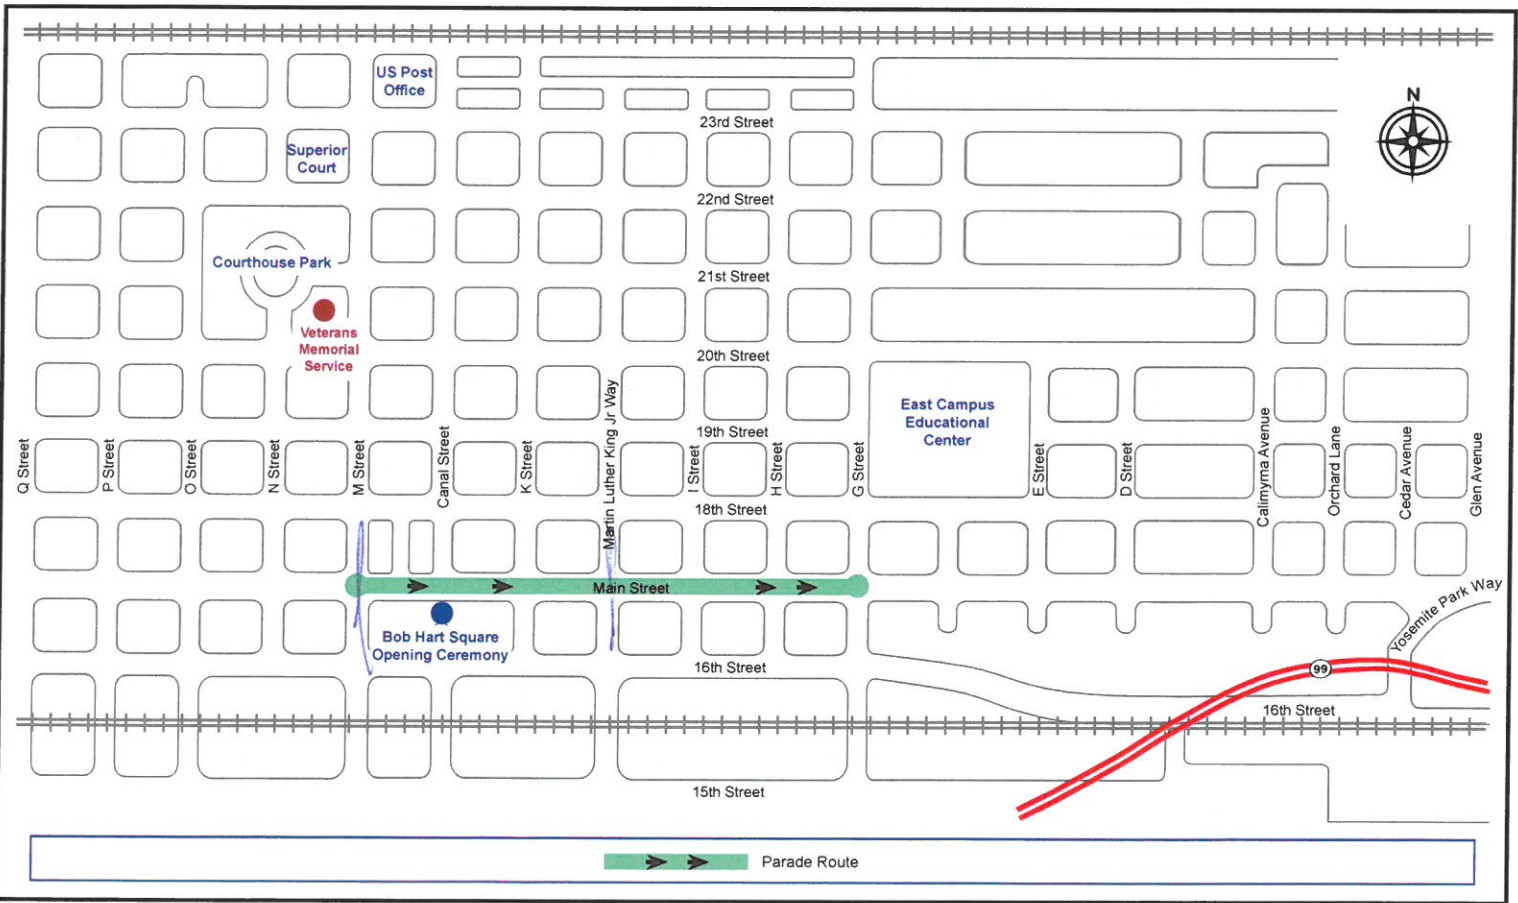 N
US Post
Office
23rd Street
Superior
Court
22nd Street
Courthouse Park
21st Street
Veterans
Memorial
Service
20th Street
East Campus
Educational
Center
19th Street
Q Street
P Street
O Street
N Street
M Street
Canal Street
K Street
Martin Luther King Jr Way
I Street
H Street
G Street
E Street
D Street
Calimyrna Avenue
Orchard Lane
Cedar Avenue
Glen Avenue
18th Street
Main Street
Yosemite Park Way
Bob Hart Square
Opening Ceremony
16th Street
99
16th Street
15th Street
Parade Route